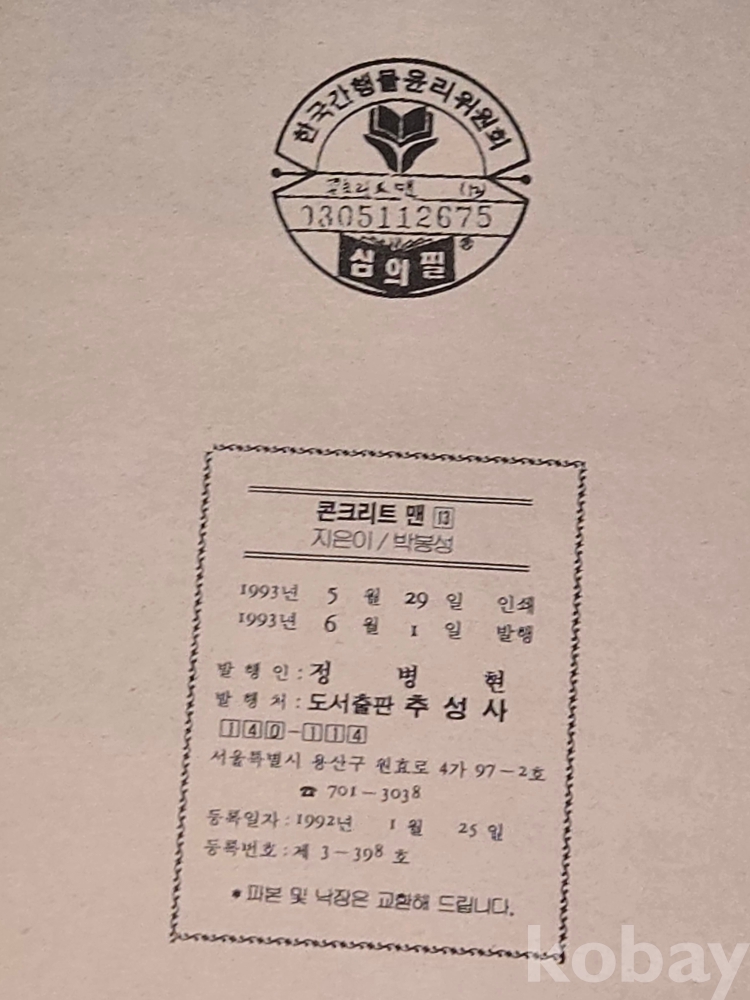 한국간행물윤리위원회
콘크리트 맨 (13)
0305112675
심의필
콘크리트 맨 13
지은이/박봉성
1993년 5 월 29 일 인쇄
1993년 6 월 1 일 발행
발 행 인 : 정 병 현
발 행 처 : 도서출판 추 성 사
140-114
서울특별시 용산구 원효로 4가 97-2호
☎ 701-3038
등록일자 : 1992년 1 월 25 일
등록번호 : 제 3-398 호
* 파본 및 낙장은 교환해 드립니다.
kobay